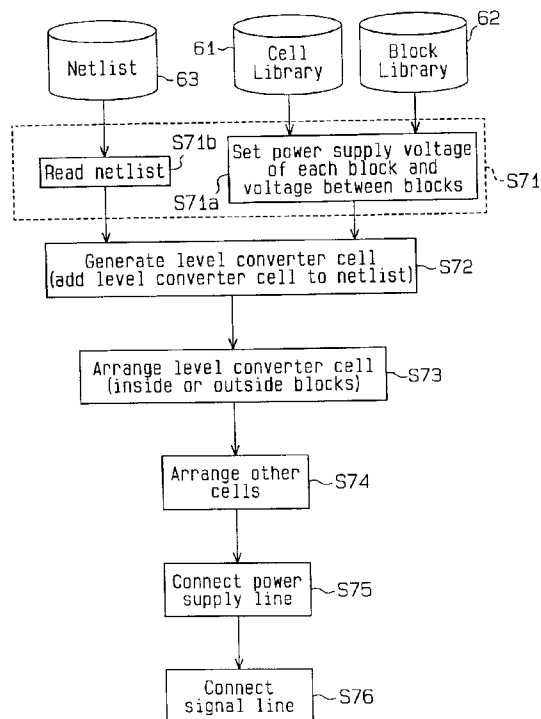 Netlist
63
61
Cell
Library
62
Block
Library
S71b
Read netlist
S71a
Set power supply voltage
of each block and
voltage between blocks
S71
Generate level converter cell
(add level converter cell to netlist)
S72
Arrange level converter cell
(inside or outside blocks)
S73
Arrange other
cells
S74
Connect power
supply line
S75
Connect
signal line
S76